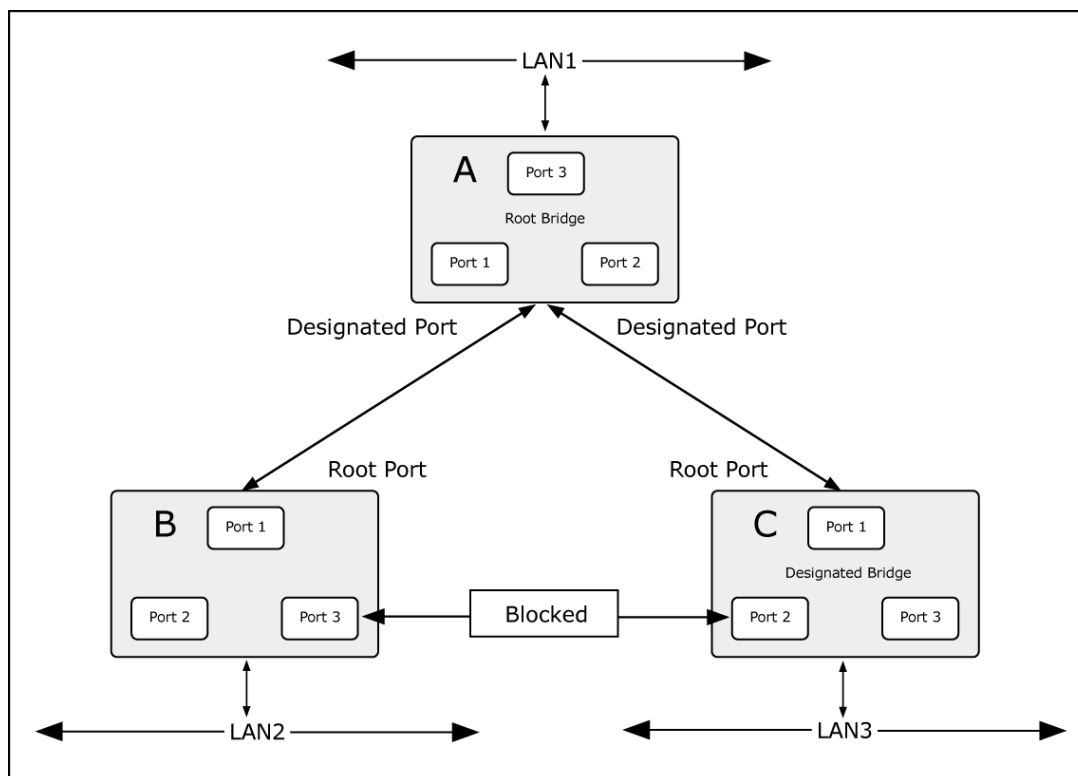 LAN1
A
Port 3
Root Bridge
Port 1
Port 2
Designated Port
Designated Port
Root Port
Root Port
B
Port 1
Port 2
Port 3
Blocked
C
Port 1
Designated Bridge
Port 2
Port 3
LAN2
LAN3